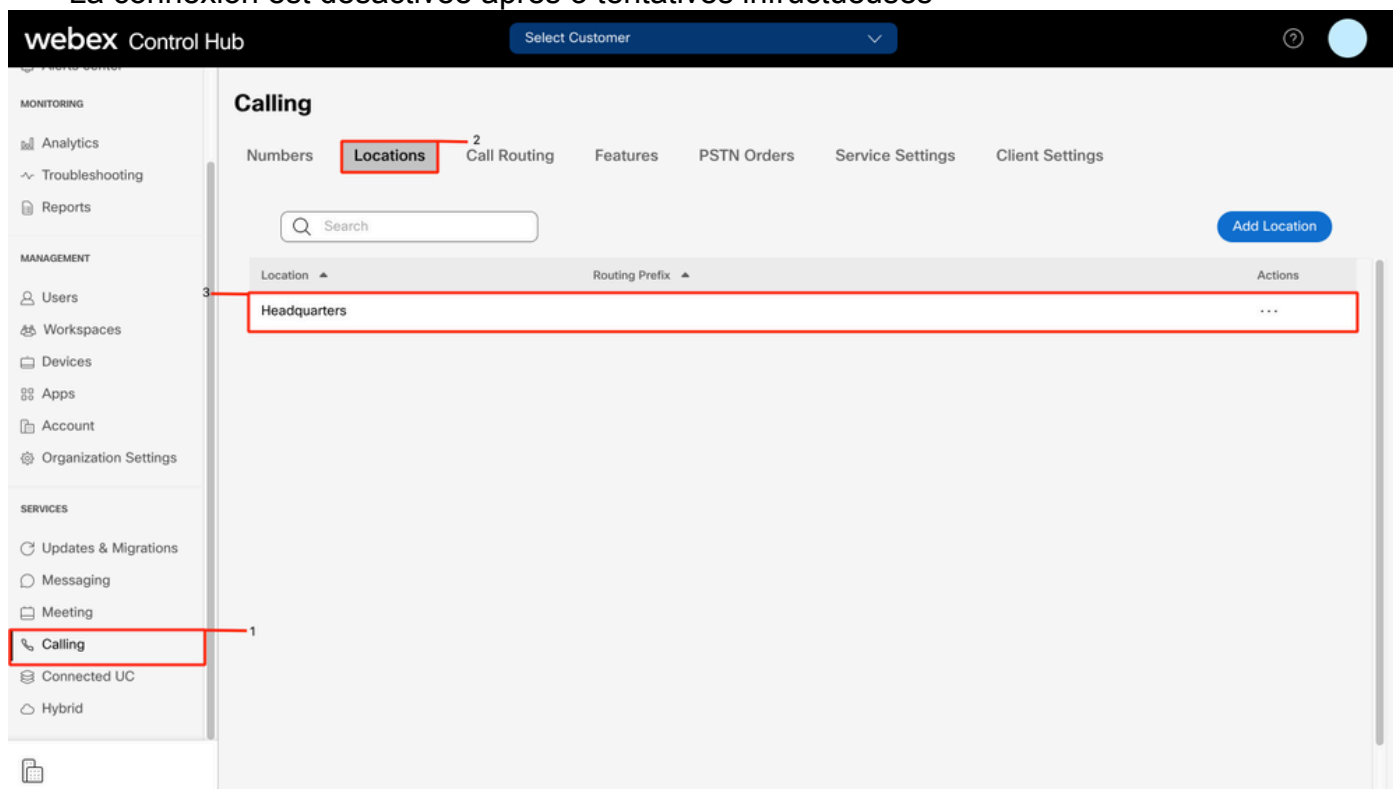 webex Control Hub
Select Customer
MONITORING
Analytics
Troubleshooting
Reports
MANAGEMENT
Users
Workspaces
Devices
Apps
Account
Organization Settings
SERVICES
Updates & Migrations
Messaging
Meeting
Calling
1
Connected UC
Hybrid
Calling
Numbers
Locations
2
Call Routing
Features
PSTN Orders
Service Settings
Client Settings
Search
Add Location
Location
Routing Prefix
Actions
3
Headquarters
...